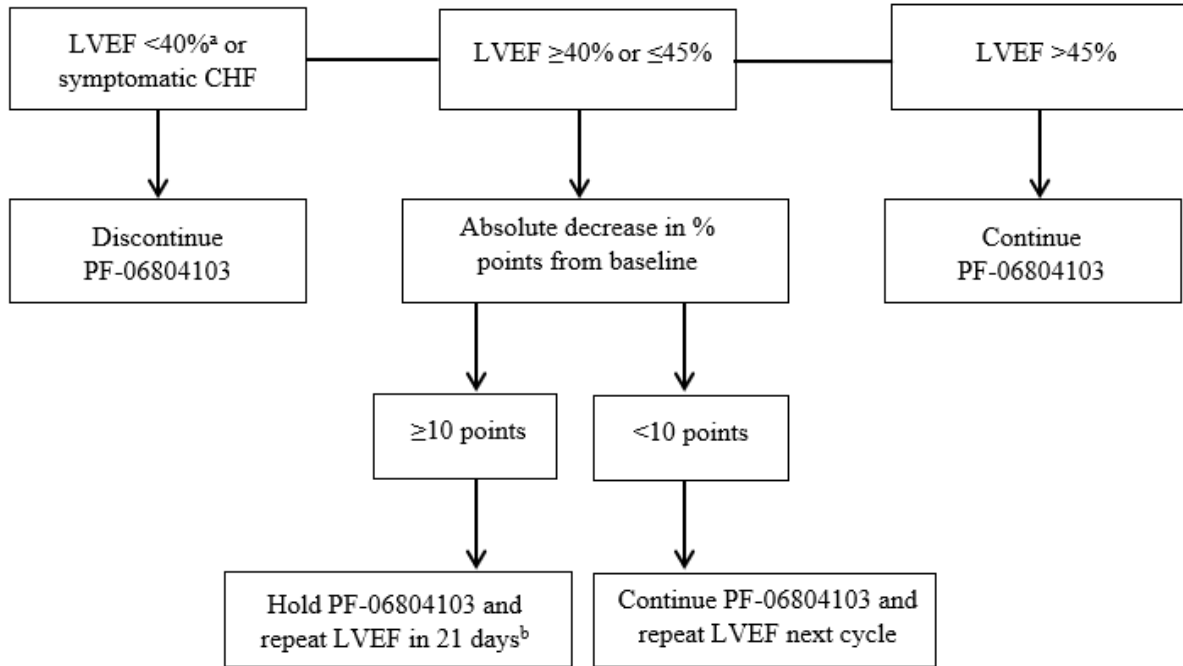 LVEF <40%ᵃ or
symptomatic CHF
LVEF ≥40% or ≤45%
LVEF >45%
Discontinue
PF-06804103
Absolute decrease in %
points from baseline
Continue
PF-06804103
≥10 points
<10 points
Hold PF-06804103 and
repeat LVEF in 21 daysᵇ
Continue PF-06804103 and
repeat LVEF next cycle